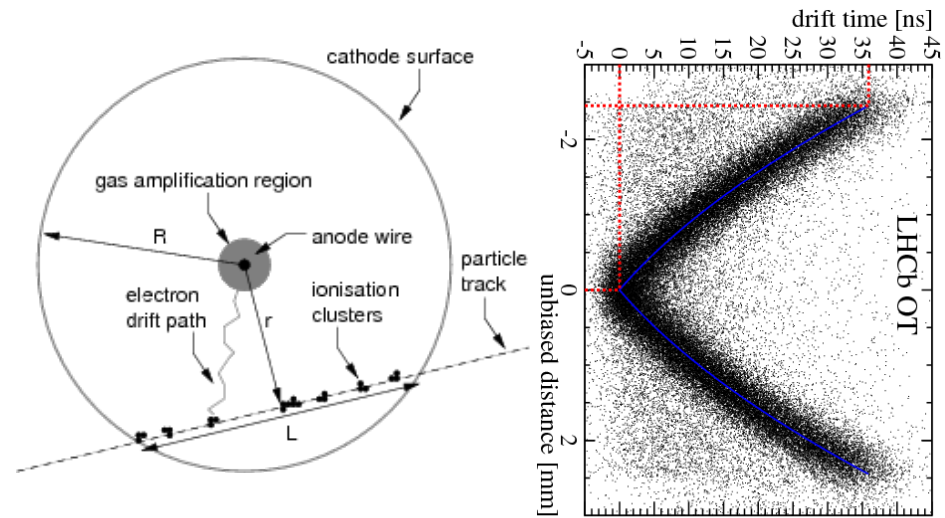 cathode surface
gas amplification region
R
anode wire
particle
track
electron
drift path
ionisation
clusters
r
L
drift time [ns]
-5 0 5 10 15 20 25 30 35 40 45
-2
0
2
unbiased distance [mm]
LHCb OT